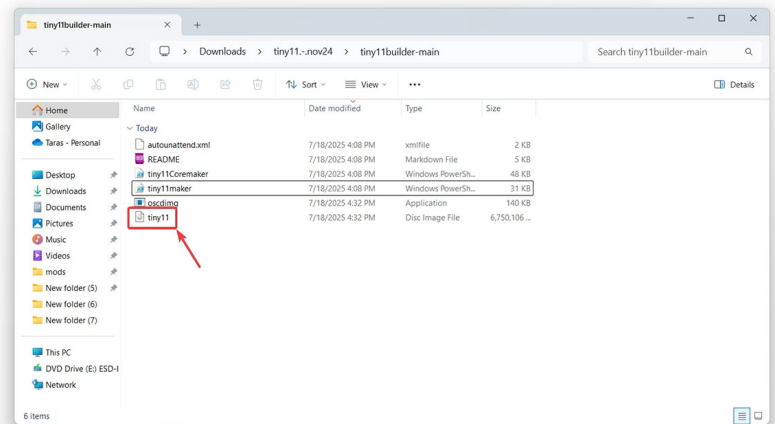 tiny11builder-main
Downloads > tiny11.-.nov24 > tiny11builder-main
Search tiny11builder-main
New
Sort
View
Details
Home
Gallery
Taras - Personal
Desktop
Downloads
Documents
Pictures
Music
Videos
mods
New folder (5)
New folder (6)
New folder (7)
This PC
DVD Drive (E:) ESD-I
Network
Name Date modified Type Size
Today
autounattend.xml 7/18/2025 4:08 PM xmlfile 2 KB
README 7/18/2025 4:08 PM Markdown File 5 KB
tiny11Coremaker 7/18/2025 4:08 PM Windows PowerSh... 48 KB
tiny11maker 7/18/2025 4:08 PM Windows PowerSh... 31 KB
oscdimg 7/18/2025 4:32 PM Application 140 KB
tiny11 7/18/2025 4:32 PM Disc Image File 6,750,106 ...
6 items